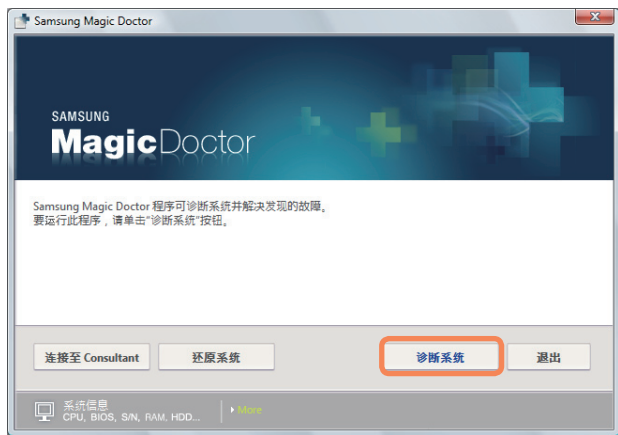 Samsung Magic Doctor
SAMSUNG
MagicDoctor
Samsung Magic Doctor 程序可诊断系统并解决发现的故障。
要运行此程序，请单击“诊断系统”按钮。
连接至 Consultant
还原系统
诊断系统
退出
系统信息
CPU, BIOS, S/N, RAM, HDD...
More